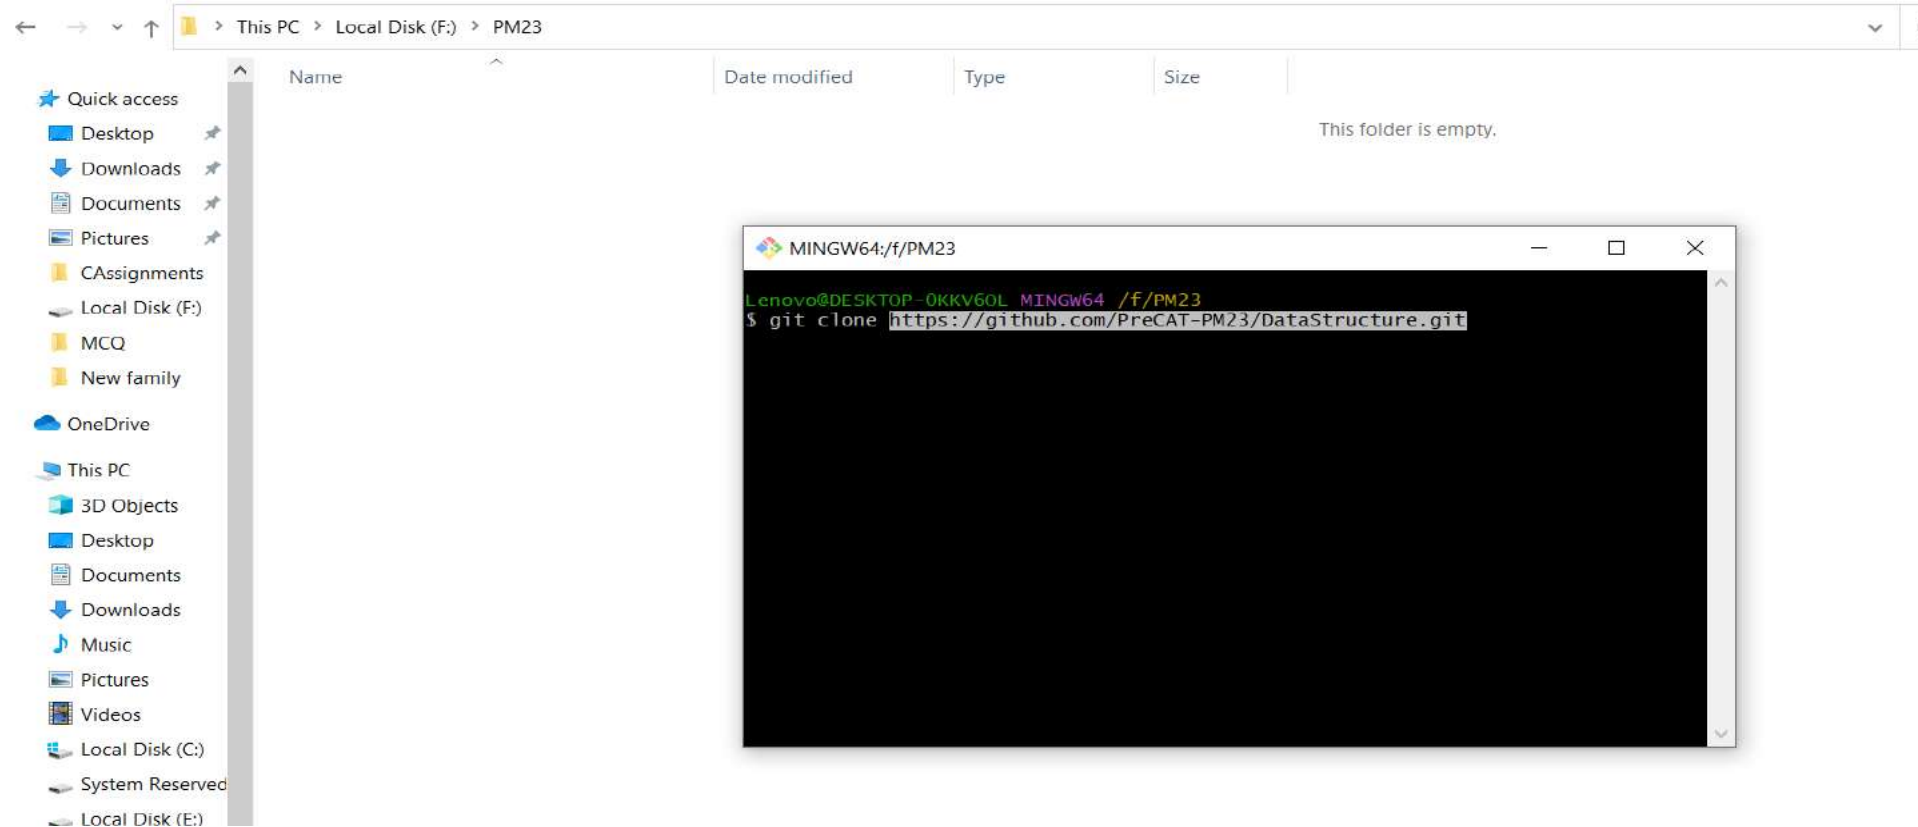 This PC > Local Disk (F:) > PM23
Name Date modified Type Size
This folder is empty.
Quick access
Desktop
Downloads
Documents
Pictures
CAssignments
Local Disk (F:)
MCQ
New family
OneDrive
This PC
3D Objects
Desktop
Documents
Downloads
Music
Pictures
Videos
Local Disk (C:)
System Reserved
Local Disk (E:)
MINGW64:/f/PM23
Lenovo@DESKTOP-0KKV6OL MINGW64 /f/PM23
$ git clone https://github.com/PreCAT-PM23/DataStructure.git